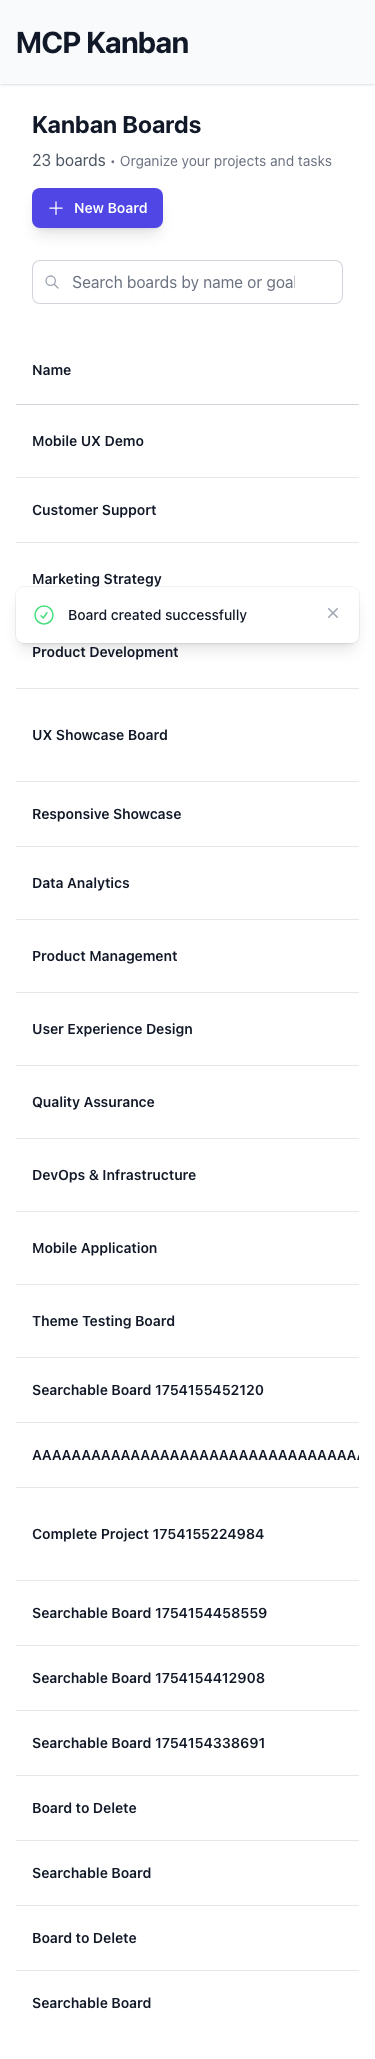 MCP Kanban
Kanban Boards
23 boards • Organize your projects and tasks
New Board
Search boards by name or goal
Name
Mobile UX Demo
Customer Support
Marketing Strategy
Board created successfully
Product Development
UX Showcase Board
Responsive Showcase
Data Analytics
Product Management
User Experience Design
Quality Assurance
DevOps & Infrastructure
Mobile Application
Theme Testing Board
Searchable Board 1754155452120
AAAAAAAAAAAAAAAAAAAAAAAAAAAAAAAAAA
Complete Project 1754155224984
Searchable Board 1754154458559
Searchable Board 1754154412908
Searchable Board 1754154338691
Board to Delete
Searchable Board
Board to Delete
Searchable Board